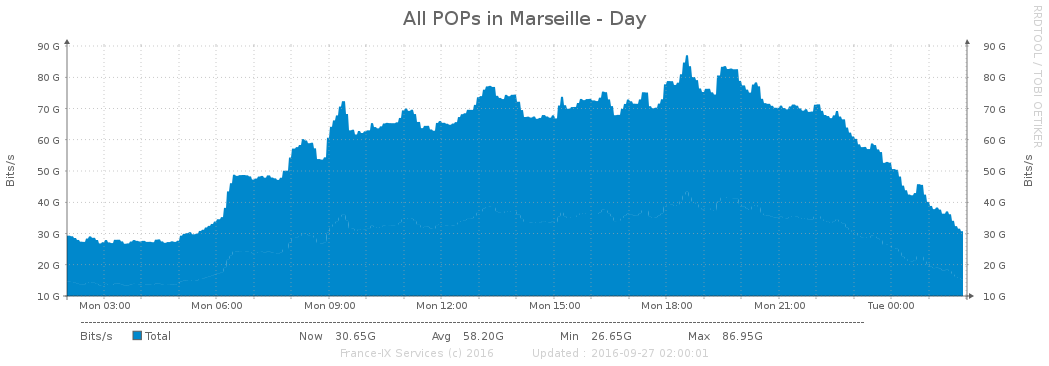 All POPs in Marseille - Day
RRDTOOL / TOBI OETIKER
90 G 90 G
80 G 80 G
70 G 70 G
60 G 60 G
50 G 50 G
40 G 40 G
30 G 30 G
20 G 20 G
10 G 10 G
Bits/s
Bits/s
Mon 03:00 Mon 06:00 Mon 09:00 Mon 12:00 Mon 15:00 Mon 18:00 Mon 21:00 Tue 00:00
Bits/s Total Now 30.65G Avg 58.20G Min 26.65G Max 86.95G
France-IX Services (c) 2016 Updated : 2016-09-27 02:00:01